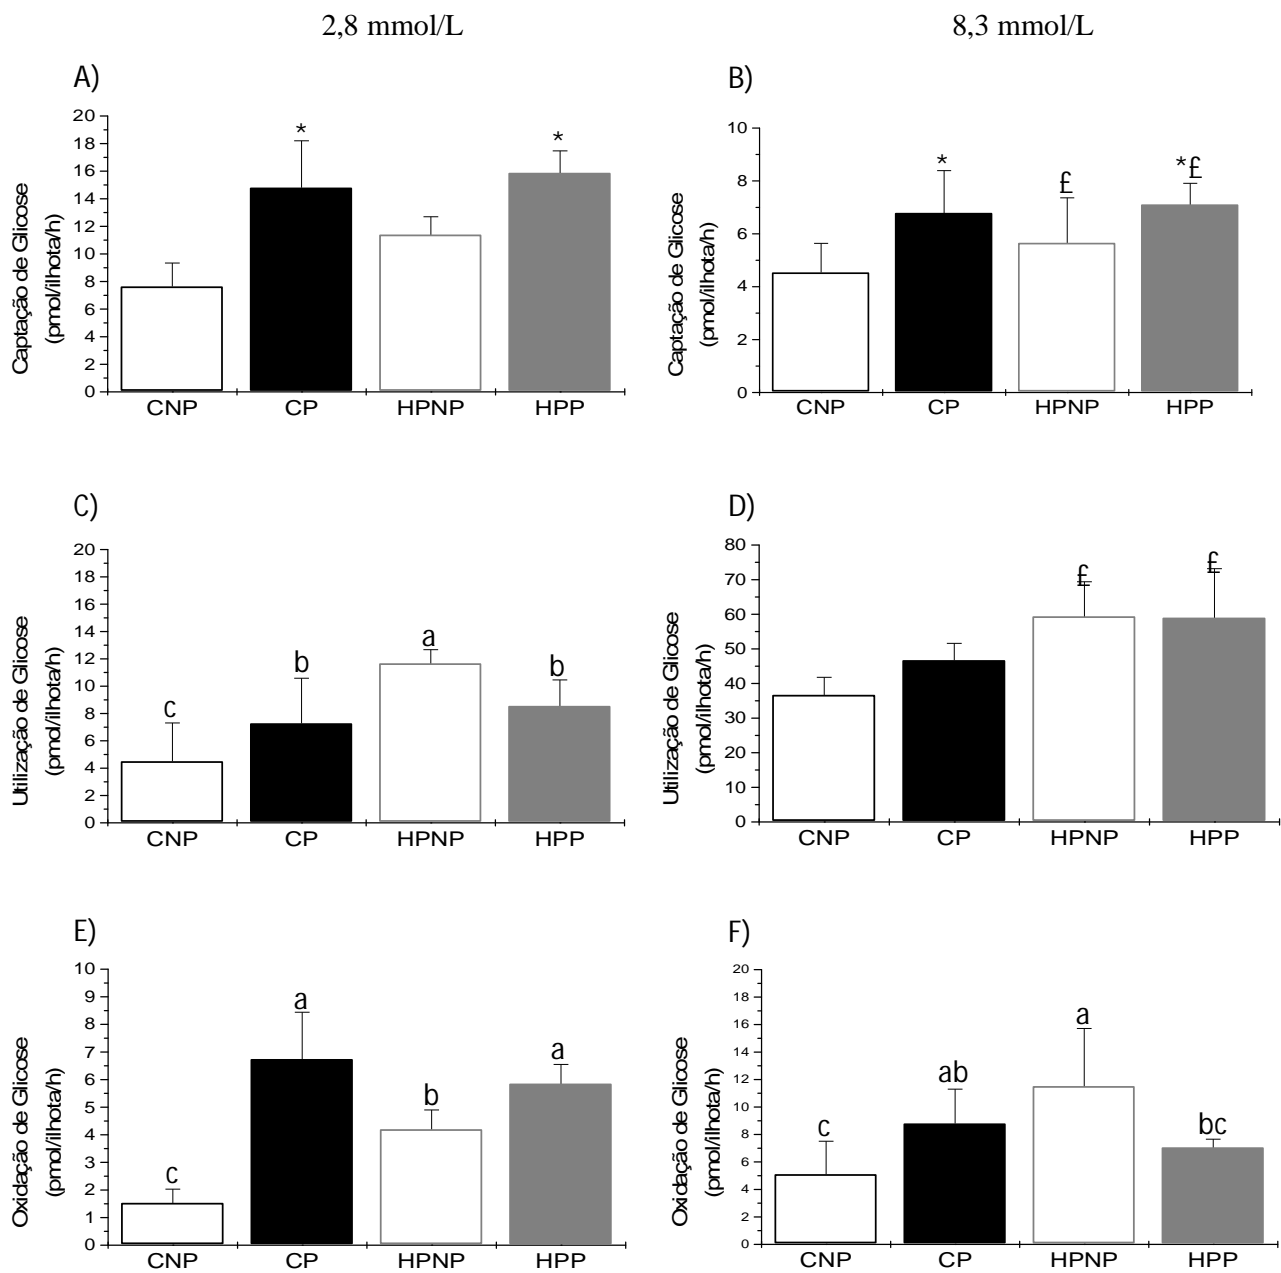 2,8 mmol/L
8,3 mmol/L
A)
Captação de Glicose
(pmol/ilhota/h)
20
18
16
14
12
10
8
6
4
2
0
*
*
CNP CP HPNP HPP
B)
Captação de Glicose
(pmol/ilhota/h)
10
8
6
4
2
0
*
£
*£
CNP CP HPNP HPP
C)
Utilização de Glicose
(pmol/ilhota/h)
20
18
16
14
12
10
8
6
4
2
0
c
b
a
b
CNP CP HPNP HPP
D)
Utilização de Glicose
(pmol/ilhota/h)
80
70
60
50
40
30
20
10
0
£
£
CNP CP HPNP HPP
E)
Oxidação de Glicose
(pmol/ilhota/h)
10
9
8
7
6
5
4
3
2
1
0
c
a
b
a
CNP CP HPNP HPP
F)
Oxidação de Glicose
(pmol/ilhota/h)
20
18
16
14
12
10
8
6
4
2
0
c
ab
a
bc
CNP CP HPNP HPP